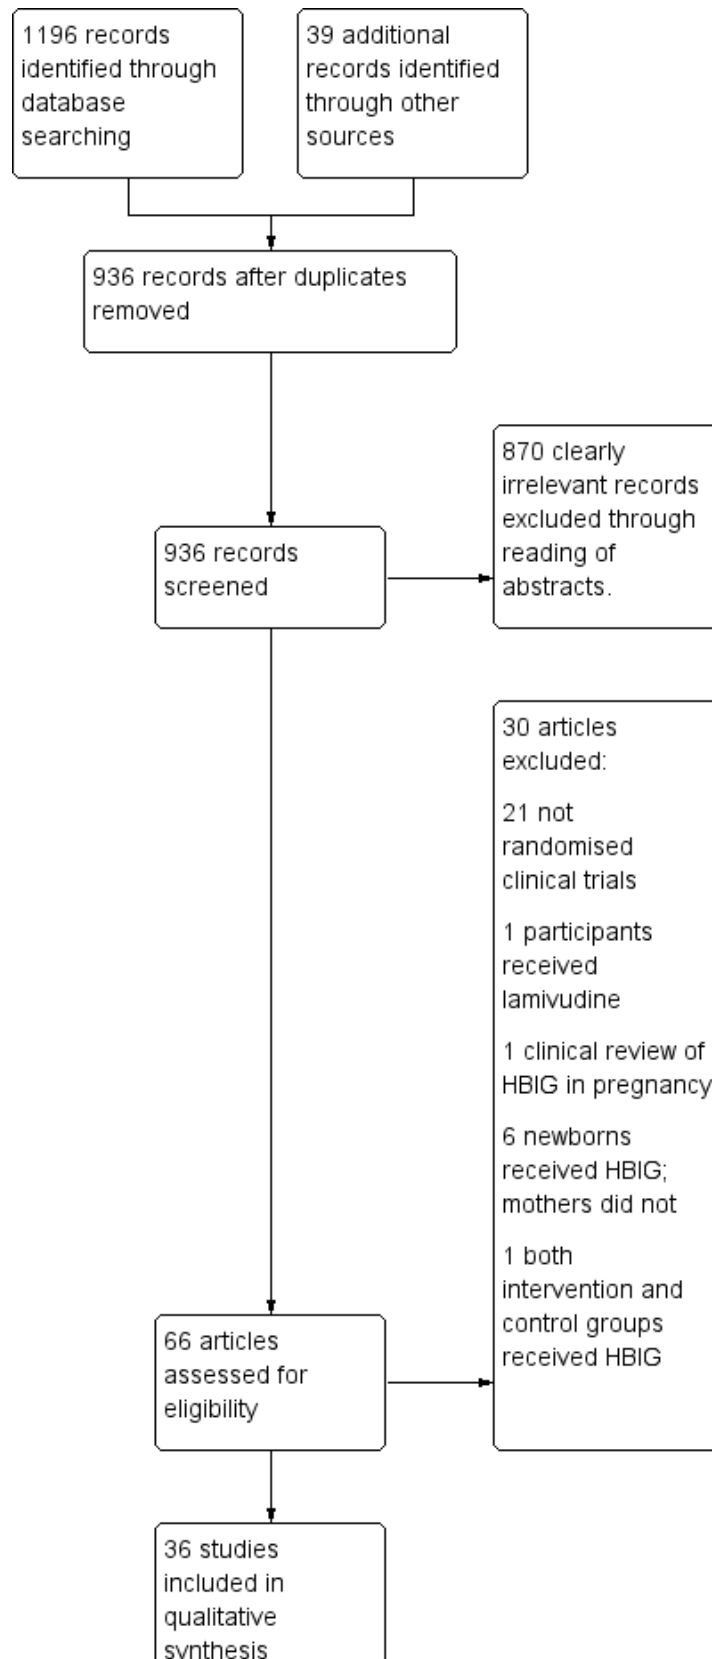 1196 records
identified through
database
searching
39 additional
records identified
through other
sources
936 records after duplicates
removed
870 clearly
irrelevant records
excluded through
reading of
abstracts.
936 records
screened
30 articles
excluded:
21 not
randomised
clinical trials
1 participants
received
lamivudine
1 clinical review of
HBIG in pregnancy
6 newborns
received HBIG;
mothers did not
1 both
intervention and
control groups
received HBIG
66 articles
assessed for
eligibility
36 studies
included in
qualitative
synthesis